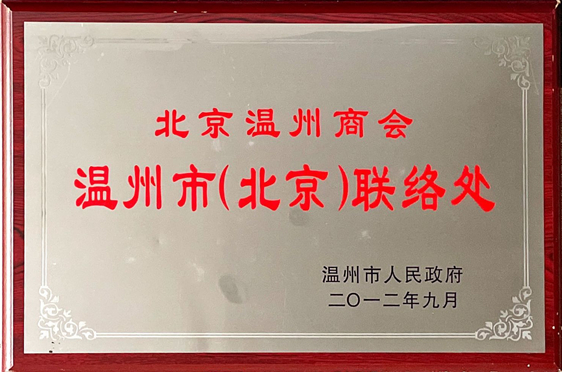 北京温州商会
温州市(北京)联络处
温州市人民政府
二〇一二年九月